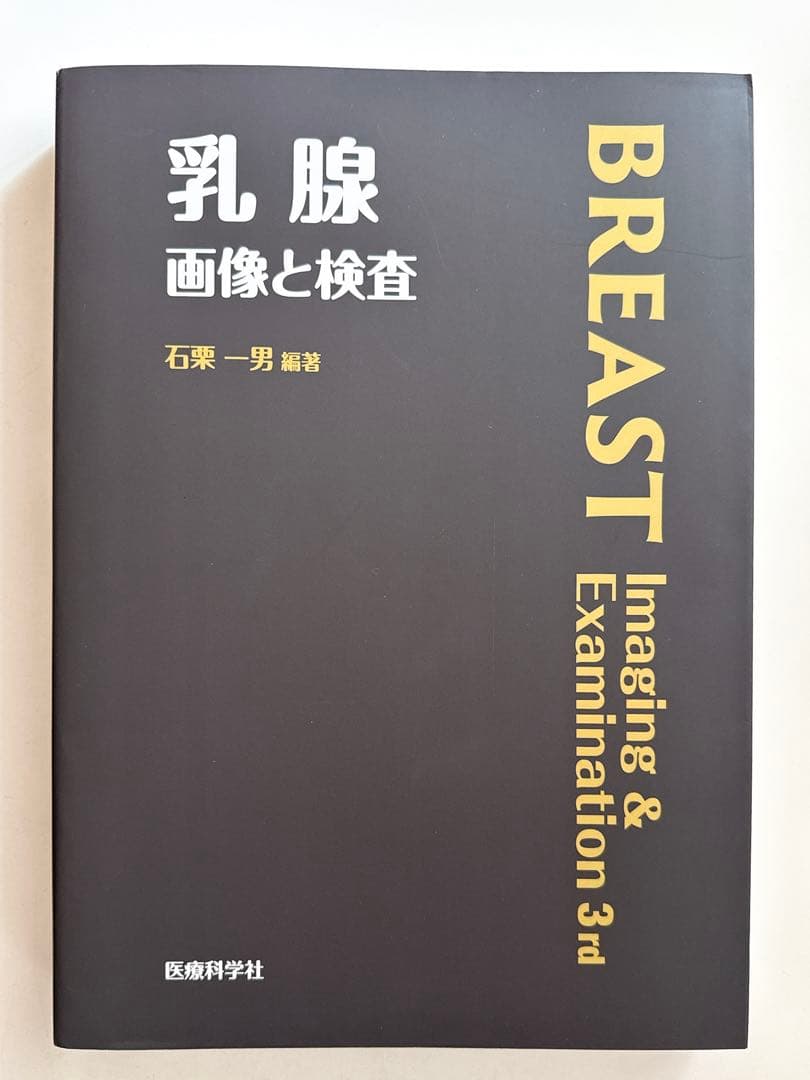 乳腺
画像と検査
石栗 一男 編著
BREAST
Imaging &
Examination 3rd
医療科学社